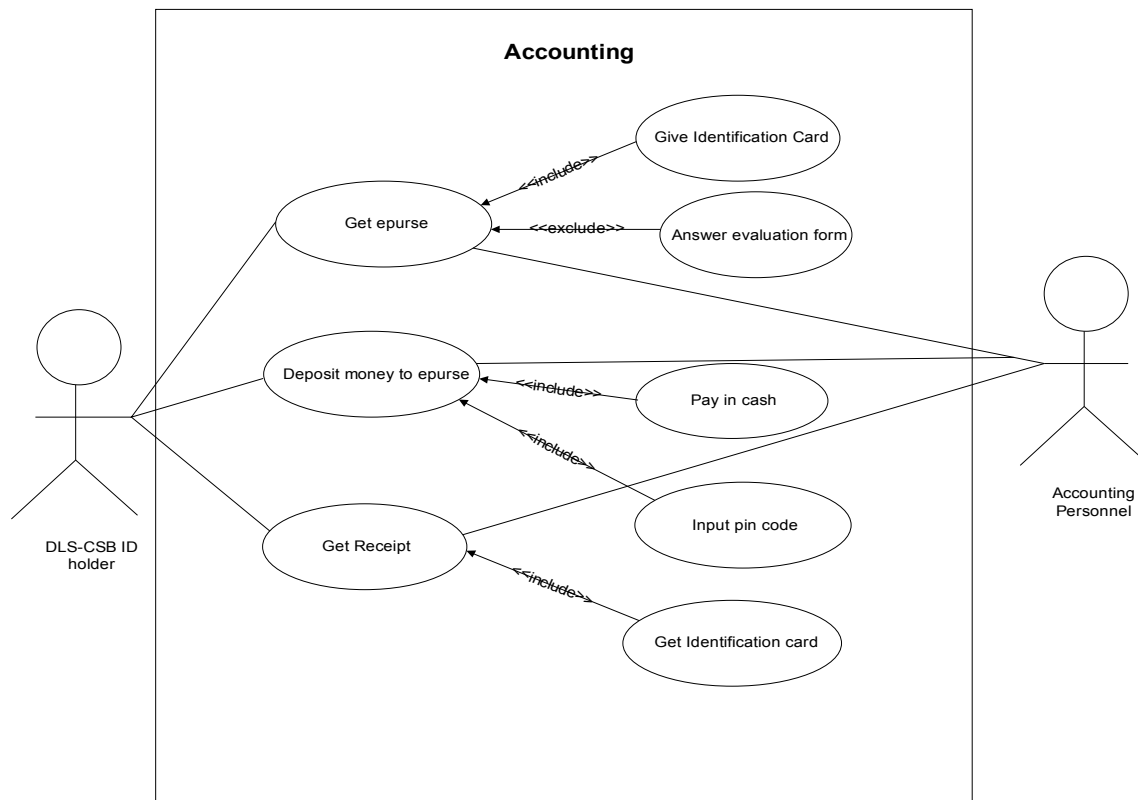 Accounting
Give Identification Card
<<include>>
Get epurse
<<exclude>>
Answer evaluation form
Deposit money to epurse
<<include>>
Pay in cash
<<include>>
Input pin code
Get Receipt
<<include>>
Get Identification card
DLS-CSB ID
holder
Accounting
Personnel